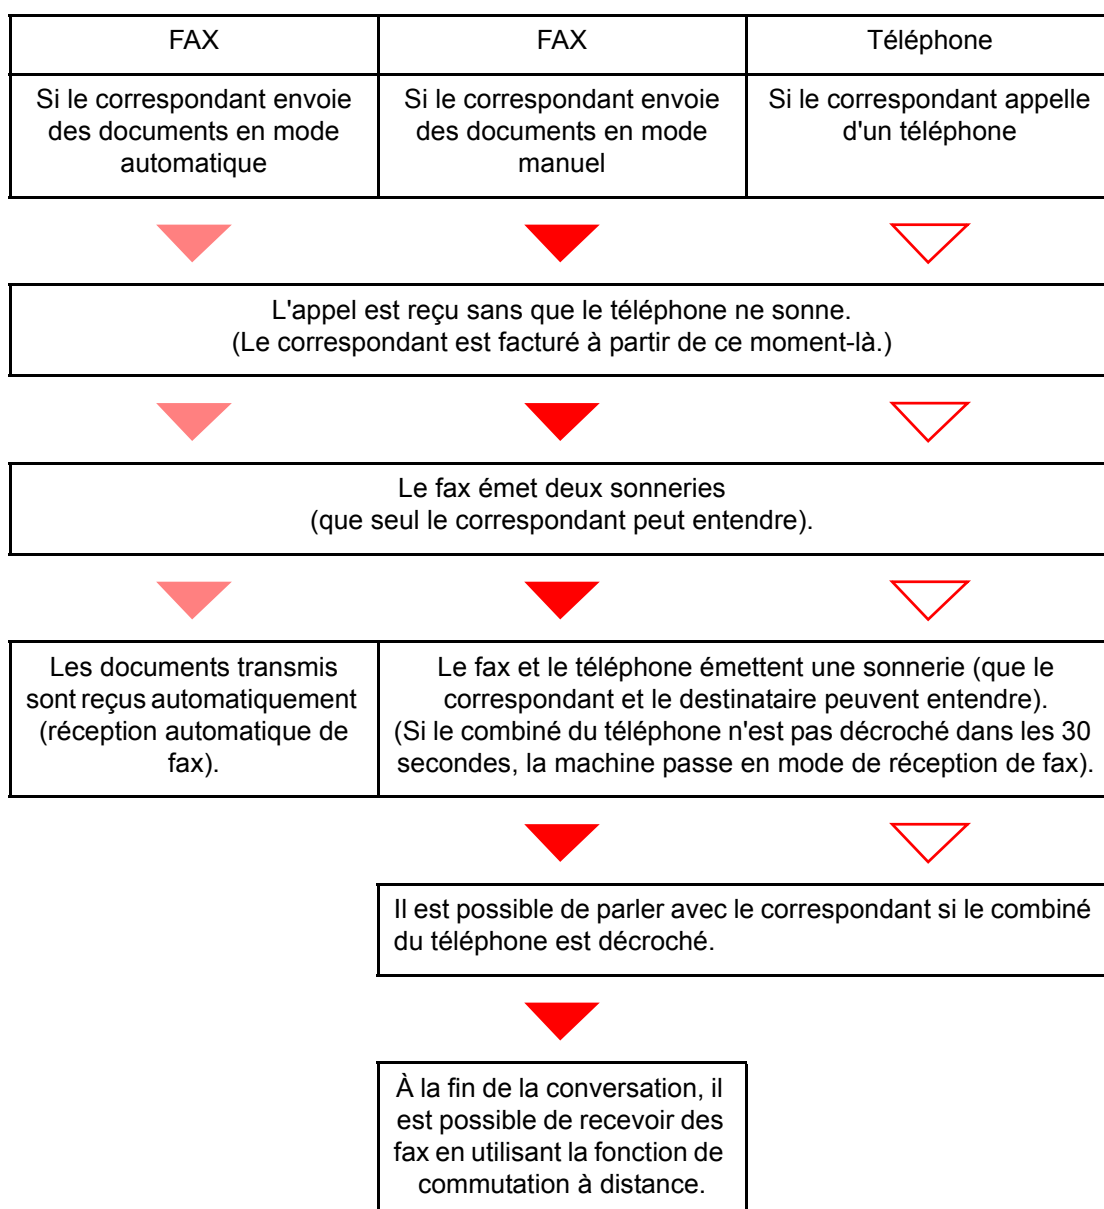 FAX
FAX
Téléphone
Si le correspondant envoie
des documents en mode
automatique
Si le correspondant envoie
des documents en mode
manuel
Si le correspondant appelle
d'un téléphone
L'appel est reçu sans que le téléphone ne sonne.
(Le correspondant est facturé à partir de ce moment-là.)
Le fax émet deux sonneries
(que seul le correspondant peut entendre).
Les documents transmis
sont reçus automatiquement
(réception automatique de
fax).
Le fax et le téléphone émettent une sonnerie (que le
correspondant et le destinataire peuvent entendre).
(Si le combiné du téléphone n'est pas décroché dans les 30
secondes, la machine passe en mode de réception de fax).
Il est possible de parler avec le correspondant si le combiné
du téléphone est décroché.
À la fin de la conversation, il
est possible de recevoir des
fax en utilisant la fonction de
commutation à distance.